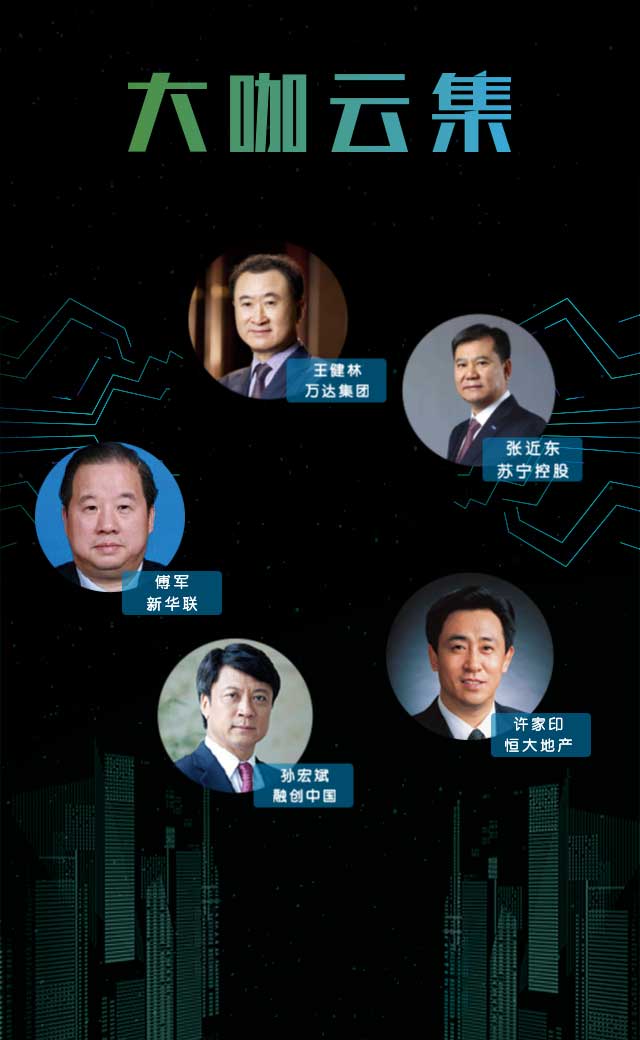 大咖云集
王健林
万达集团
张近东
苏宁控股
傅军
新华联
许家印
恒大地产
孙宏斌
融创中国